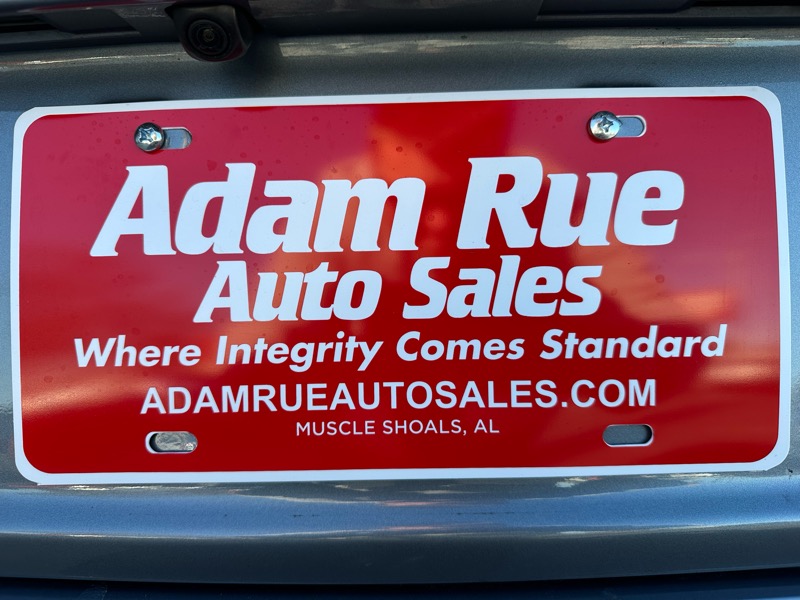 Adam Rue
Auto Sales
Where Integrity Comes Standard
ADAMRUEAUTOSALES.COM
MUSCLE SHOALS, AL